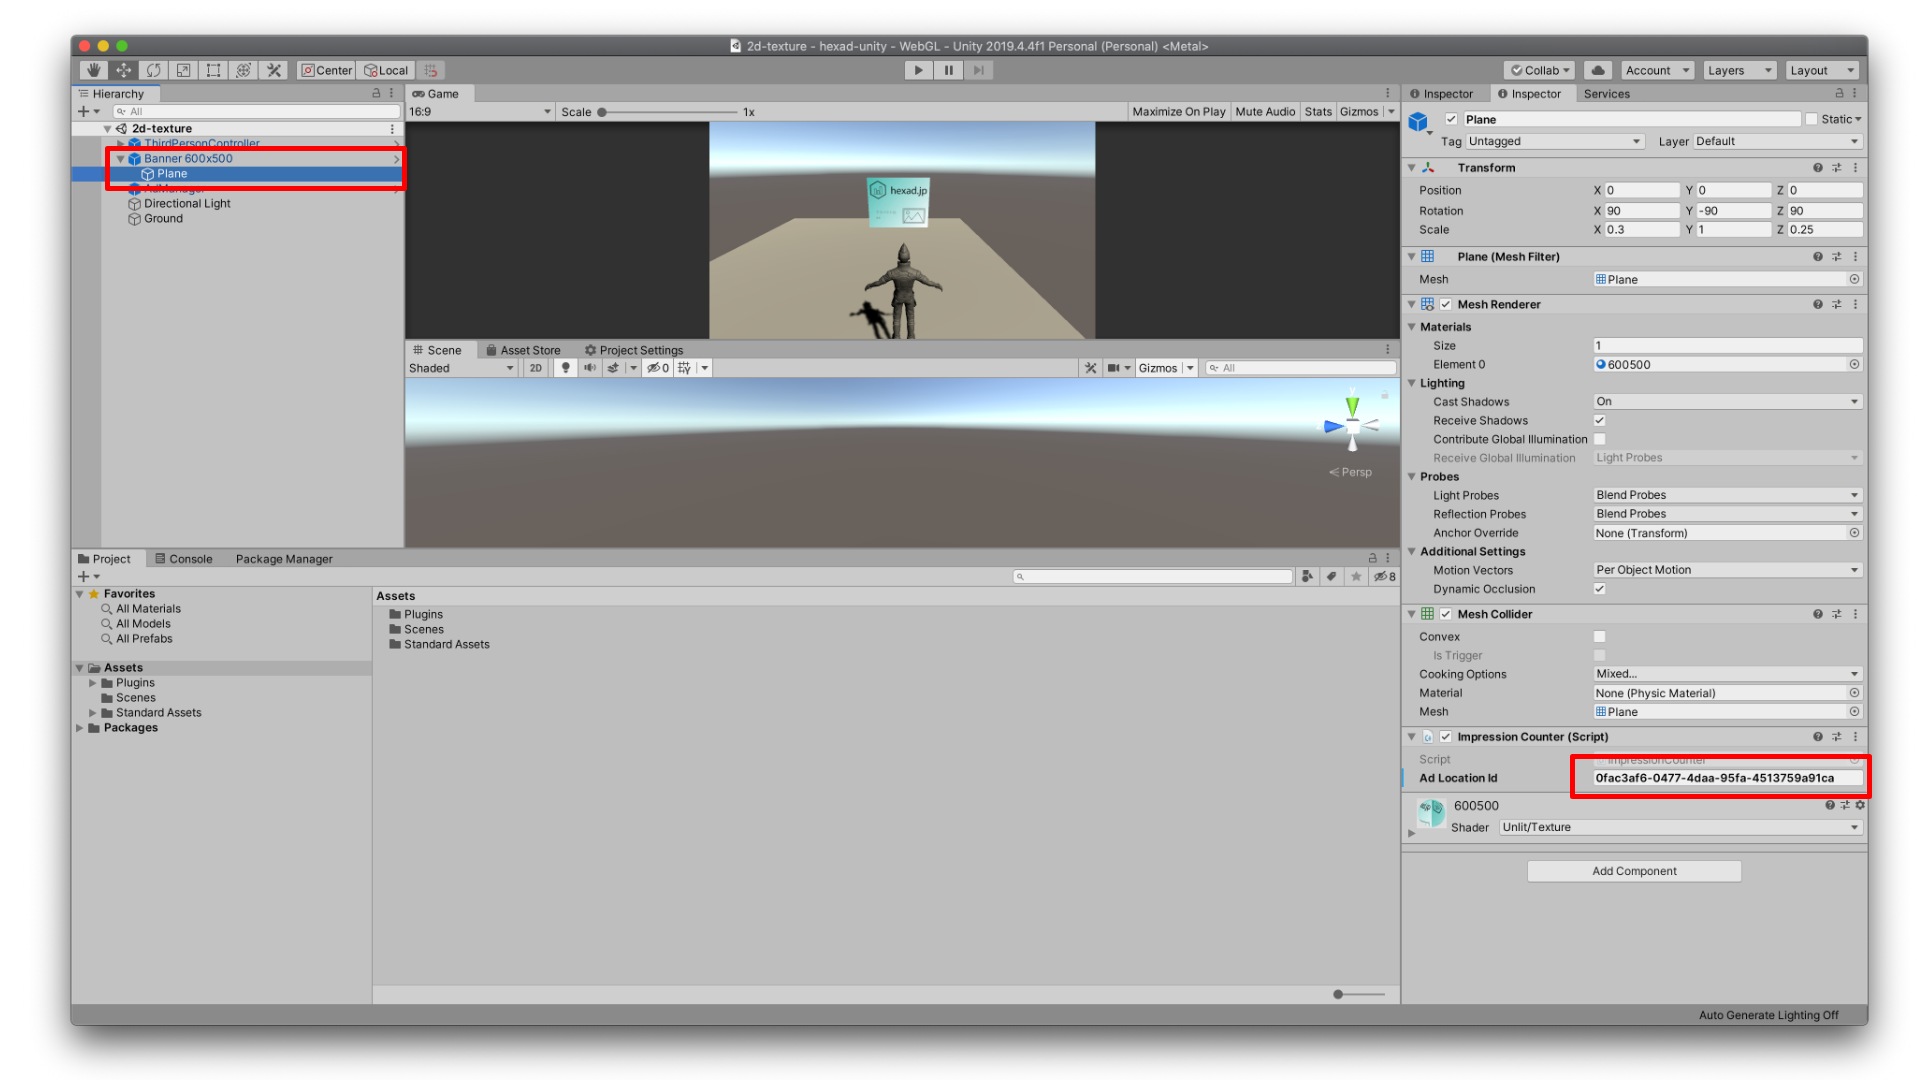 2d-texture - hexad-unity - WebGL - Unity 2019.4.4f1 Personal (Personal) <Metal>
Center Local
Collab Account Layers Layout
Hierarchy
All
2d-texture
ThirdPersonController
Banner 600x500
Plane
AdManager
Directional Light
Ground
Game
16:9 Scale 1x Maximize On Play Mute Audio Stats Gizmos
hexad.jp
Scene Asset Store Project Settings
Shaded 2D 0 Gizmos All
y
Persp
Project Console Package Manager
8
Favorites
All Materials
All Models
All Prefabs
Assets
Plugins
Scenes
Standard Assets
Packages
Assets
Plugins
Scenes
Standard Assets
Inspector Inspector Services
Plane Static
Tag Untagged Layer Default
Transform
Position X 0 Y 0 Z 0
Rotation X 90 Y -90 Z 90
Scale X 0.3 Y 1 Z 0.25
Plane (Mesh Filter)
Mesh Plane
Mesh Renderer
Materials
Size 1
Element 0 600500
Lighting
Cast Shadows On
Receive Shadows
Contribute Global Illumination
Receive Global Illumination Light Probes
Probes
Light Probes Blend Probes
Reflection Probes Blend Probes
Anchor Override None (Transform)
Additional Settings
Motion Vectors Per Object Motion
Dynamic Occlusion
Mesh Collider
Convex
Is Trigger
Cooking Options Mixed...
Material None (Physic Material)
Mesh Plane
Impression Counter (Script)
Script ImpressionCounter
Ad Location Id 0fac3af6-0477-4daa-95fa-4513759a91ca
600500
Shader Unlit/Texture
Add Component
Auto Generate Lighting Off